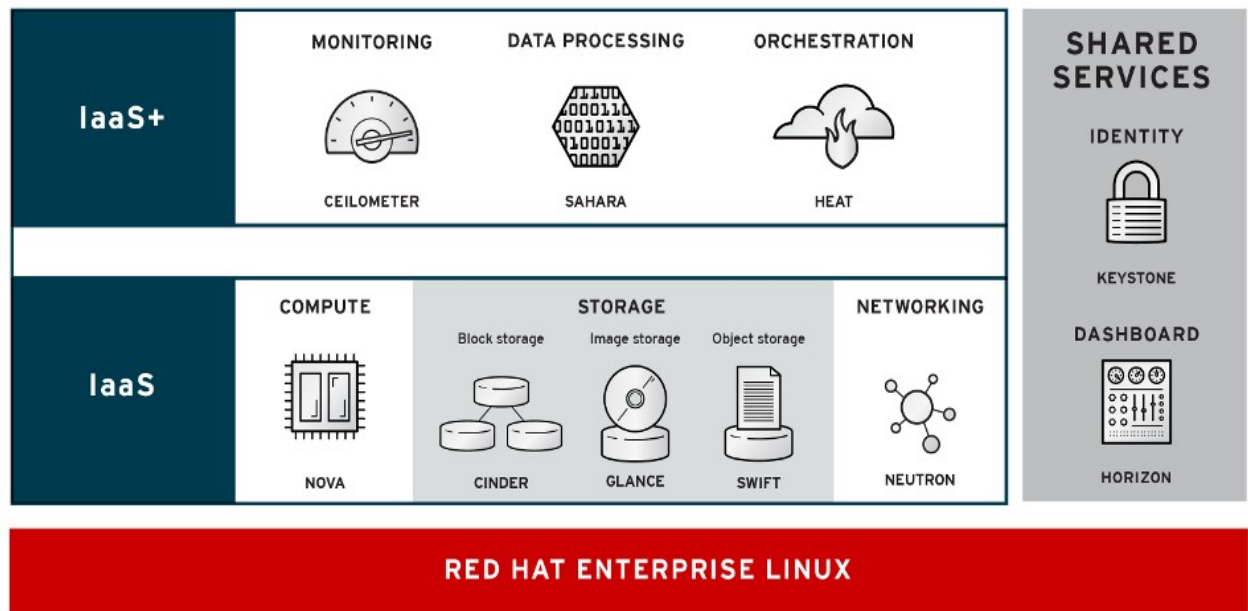 IaaS+
MONITORING
CEILOMETER
DATA PROCESSING
SAHARA
ORCHESTRATION
HEAT
IaaS
COMPUTE
NOVA
STORAGE
Block storage
CINDER
Image storage
GLANCE
Object storage
SWIFT
NETWORKING
NEUTRON
SHARED
SERVICES
IDENTITY
KEYSTONE
DASHBOARD
HORIZON
RED HAT ENTERPRISE LINUX